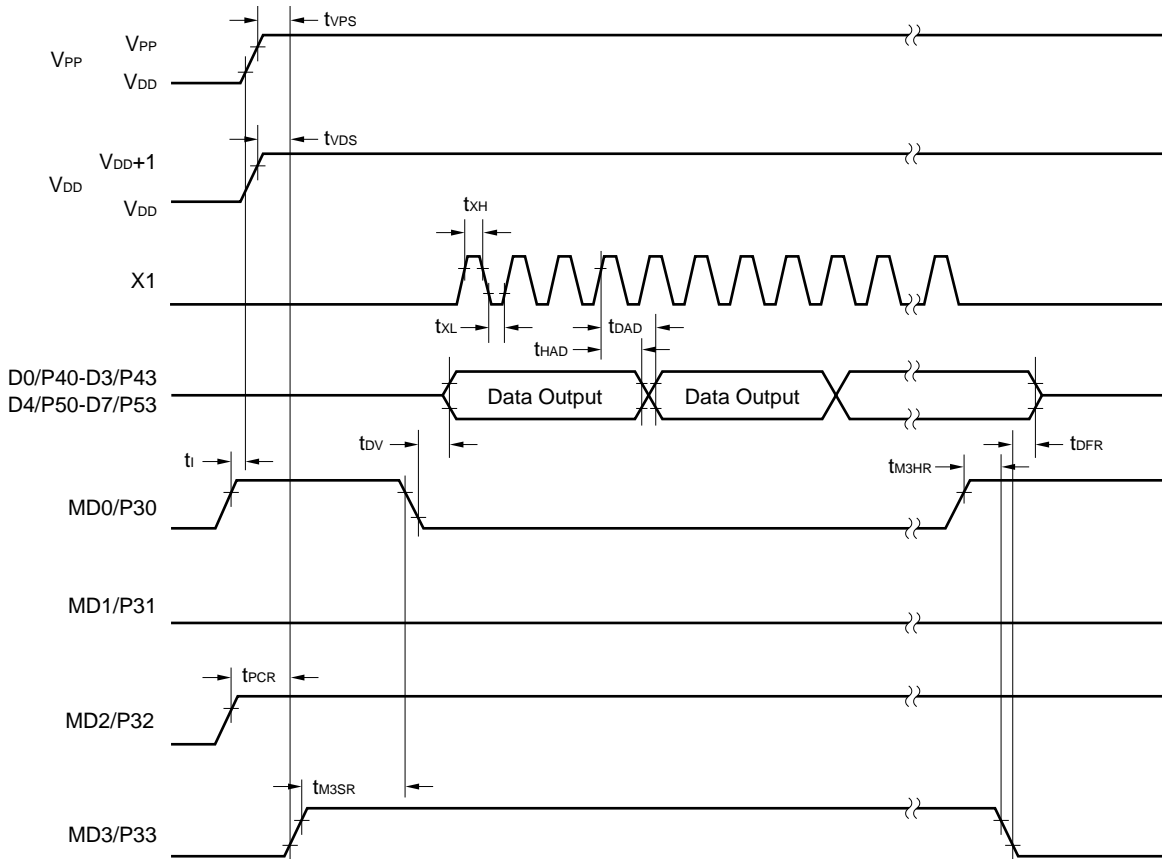 tVPS
VPP
VPP
VDD
tVDS
VDD+1
VDD
VDD
tXH
X1
tXL
tDAD
tHAD
D0/P40-D3/P43
D4/P50-D7/P53
Data Output
Data Output
tDV
tDFR
tI
tM3HR
MD0/P30
MD1/P31
tPCR
MD2/P32
tM3SR
MD3/P33